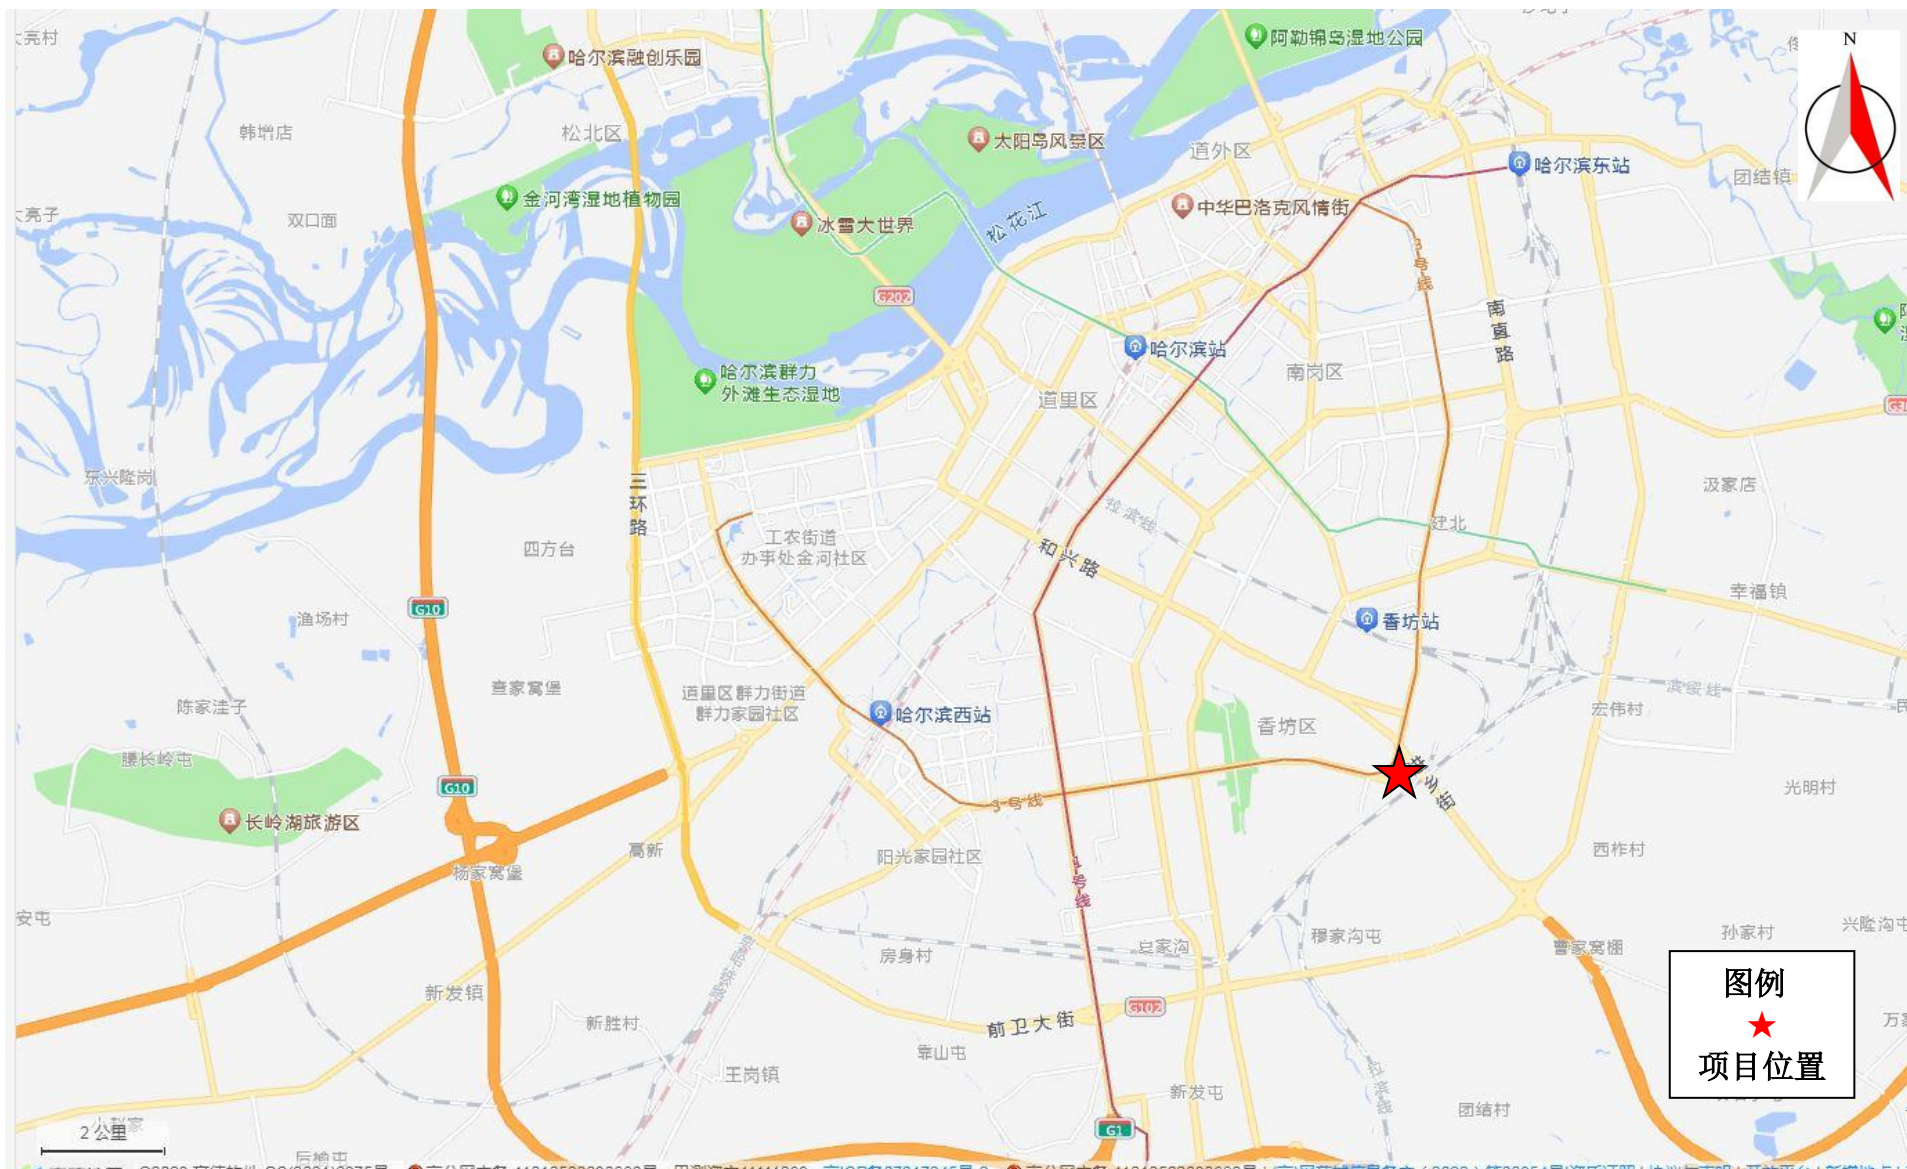 哈尔滨融创乐园
阿勒锦岛湿地公园
N
韩增店
松北区
太阳岛风景区
道外区
哈尔滨东站
团结镇
金河湾湿地植物园
双口面
冰雪大世界
松花江
中华巴洛克风情街
3号线
G202
南直路
哈尔滨站
哈尔滨群力
外滩生态湿地
道里区
南岗区
东兴隆岗
三环路
汲家店
四方台
工农街道
办事处金河社区
和兴路
建北
幸福镇
G10
渔场村
香坊站
查家窝堡
道里区群力街道
群力家园社区
陈家洼子
哈尔滨西站
香坊区
滨绥线
宏伟村
腰长岭屯
G10
光明村
长岭湖旅游区
3号线
高新
阳光家园社区
西柞村
杨家窝堡
1号线
安屯
房身村
穆家沟屯
曹家窝棚
孙家村
兴隆沟屯
新发镇
图例
项目位置
新胜村
前卫大街
G102
靠山屯
王岗镇
拉滨线
新发屯
团结村
2 公里
G1
后榆屯